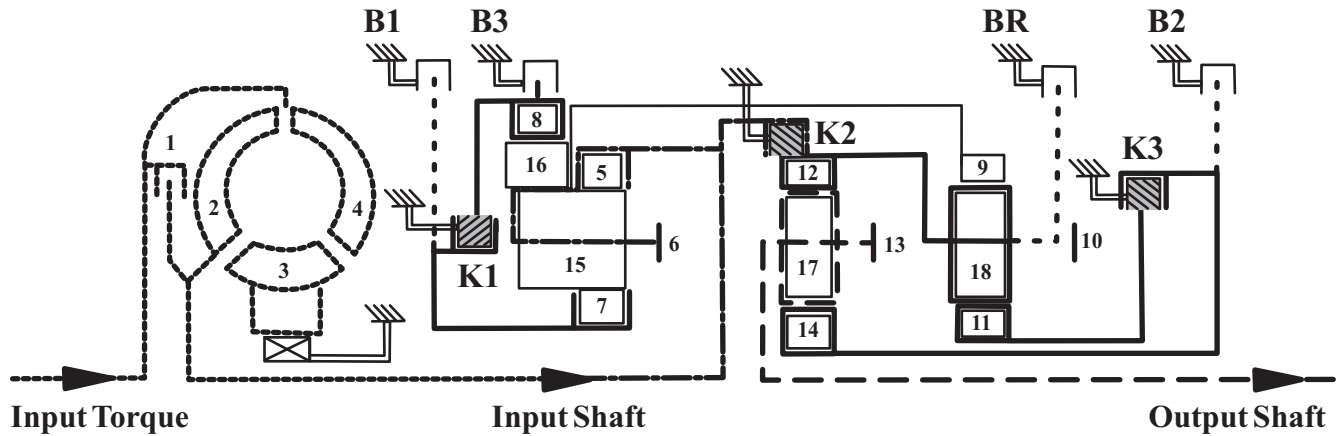 B1 B3 BR B2
1 8 K2 K3
16 5 12 9
2 4
6 13 10
3 K1 15 17 18
7 14 11
Input Torque Input Shaft Output Shaft